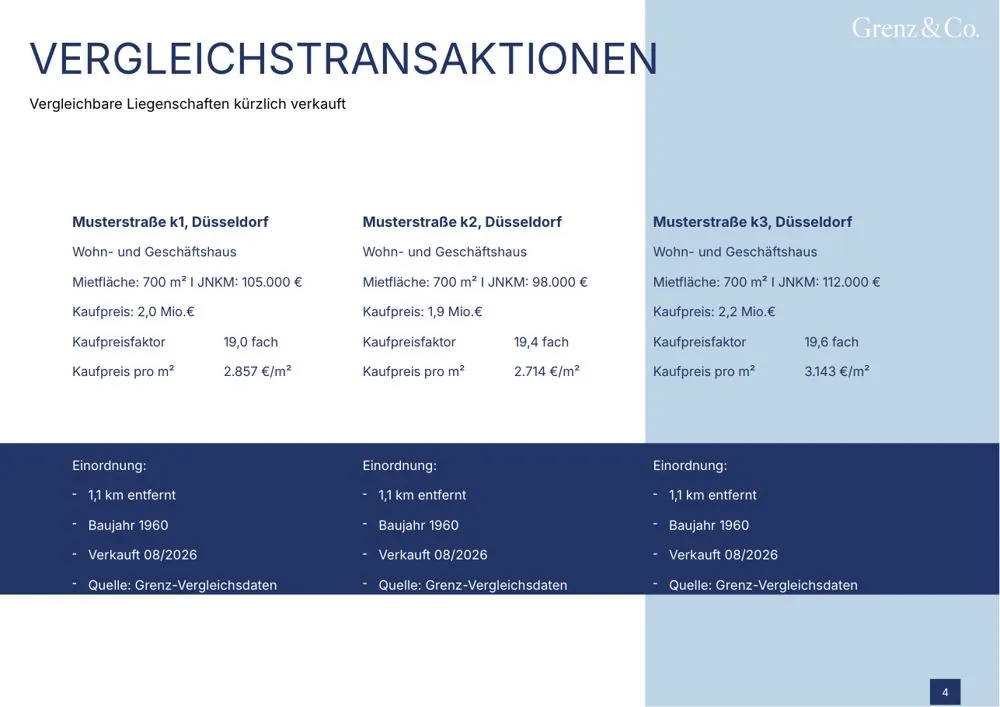 Grenz & Co.
VERGLEICHSTRANSAKTIONEN
Vergleichbare Liegenschaften kürzlich verkauft
Musterstraße k1, Düsseldorf
Wohn- und Geschäftshaus
Mietfläche: 700 m² I JNKM: 105.000 €
Kaufpreis: 2,0 Mio.€
Kaufpreisfaktor 19,0 fach
Kaufpreis pro m² 2.857 €/m²
Musterstraße k2, Düsseldorf
Wohn- und Geschäftshaus
Mietfläche: 700 m² I JNKM: 98.000 €
Kaufpreis: 1,9 Mio.€
Kaufpreisfaktor 19,4 fach
Kaufpreis pro m² 2.714 €/m²
Musterstraße k3, Düsseldorf
Wohn- und Geschäftshaus
Mietfläche: 700 m² I JNKM: 112.000 €
Kaufpreis: 2,2 Mio.€
Kaufpreisfaktor 19,6 fach
Kaufpreis pro m² 3.143 €/m²
Einordnung:
- 1,1 km entfernt
- Baujahr 1960
- Verkauft 08/2026
- Quelle: Grenz-Vergleichsdaten
Einordnung:
- 1,1 km entfernt
- Baujahr 1960
- Verkauft 08/2026
- Quelle: Grenz-Vergleichsdaten
Einordnung:
- 1,1 km entfernt
- Baujahr 1960
- Verkauft 08/2026
- Quelle: Grenz-Vergleichsdaten
4